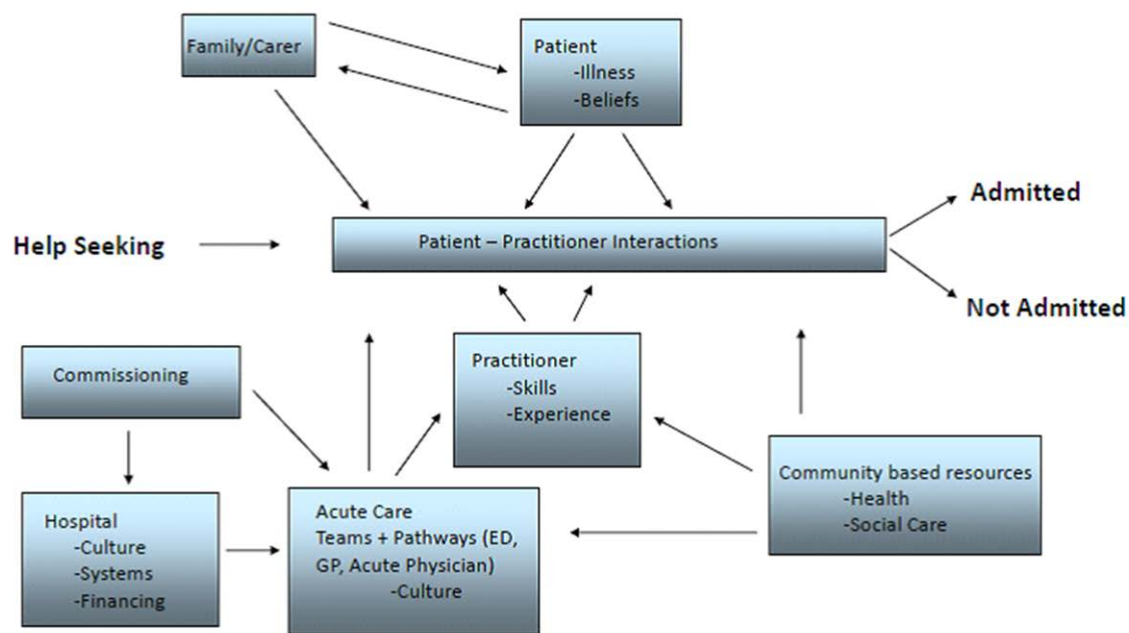 Family/Carer
Patient
-Illness
-Beliefs
Admitted
Help Seeking
Patient – Practitioner Interactions
Not Admitted
Commissioning
Practitioner
-Skills
-Experience
Hospital
-Culture
-Systems
-Financing
Acute Care
Teams + Pathways (ED,
GP, Acute Physician)
-Culture
Community based resources
-Health
-Social Care